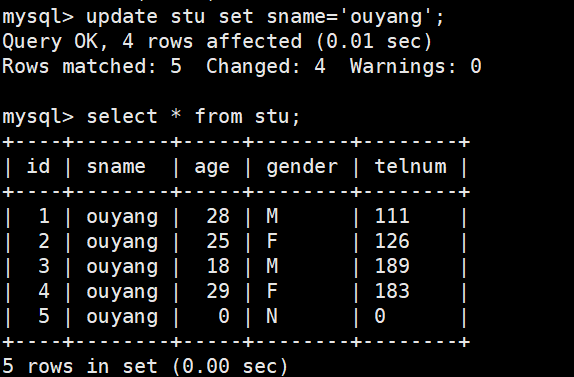 mysql> update stu set sname='ouyang';
Query OK, 4 rows affected (0.01 sec)
Rows matched: 5  Changed: 4  Warnings: 0

mysql> select * from stu;
+----+--------+-----+--------+--------+
| id | sname  | age | gender | telnum |
+----+--------+-----+--------+--------+
|  1 | ouyang |  28 | M      | 111    |
|  2 | ouyang |  25 | F      | 126    |
|  3 | ouyang |  18 | M      | 189    |
|  4 | ouyang |  29 | F      | 183    |
|  5 | ouyang |   0 | N      | 0      |
+----+--------+-----+--------+--------+
5 rows in set (0.00 sec)